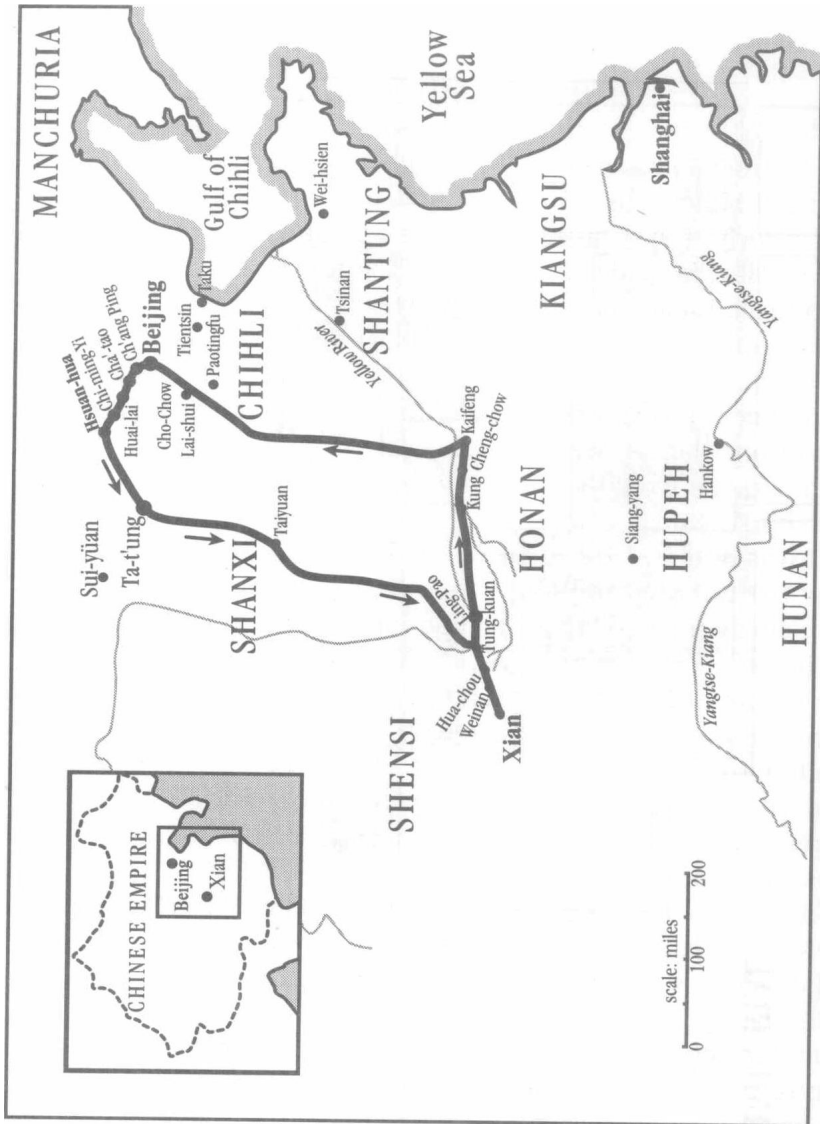 MANCHURIA
Gulf of
Chihli
Yellow
Sea
Hsuan-hua
Chi-ming-yi
Cha'-tao
Ch'ang Ping
Huai-lai
Beijing
Cho-Chow
Lai-shui
Tientsin
Taku
Paotingfu
CHIHLI
Wei-hsien
Tsinan
SHANTUNG
Yellow River
Sui-yüan
Ta-t'ung
SHANXI
Taiyuan
Kaifeng
Kung Cheng-chow
Ling-Pao
Tung-kuan
Hua-chou
Weinan
Xian
SHENSI
HONAN
KIANGSU
Shanghai
Siang-yang
HUPEH
Hankow
Yangtse-Kiang
Yangtse-Kiang
HUNAN
CHINESE EMPIRE
Beijing
Xian
scale: miles
0 100 200